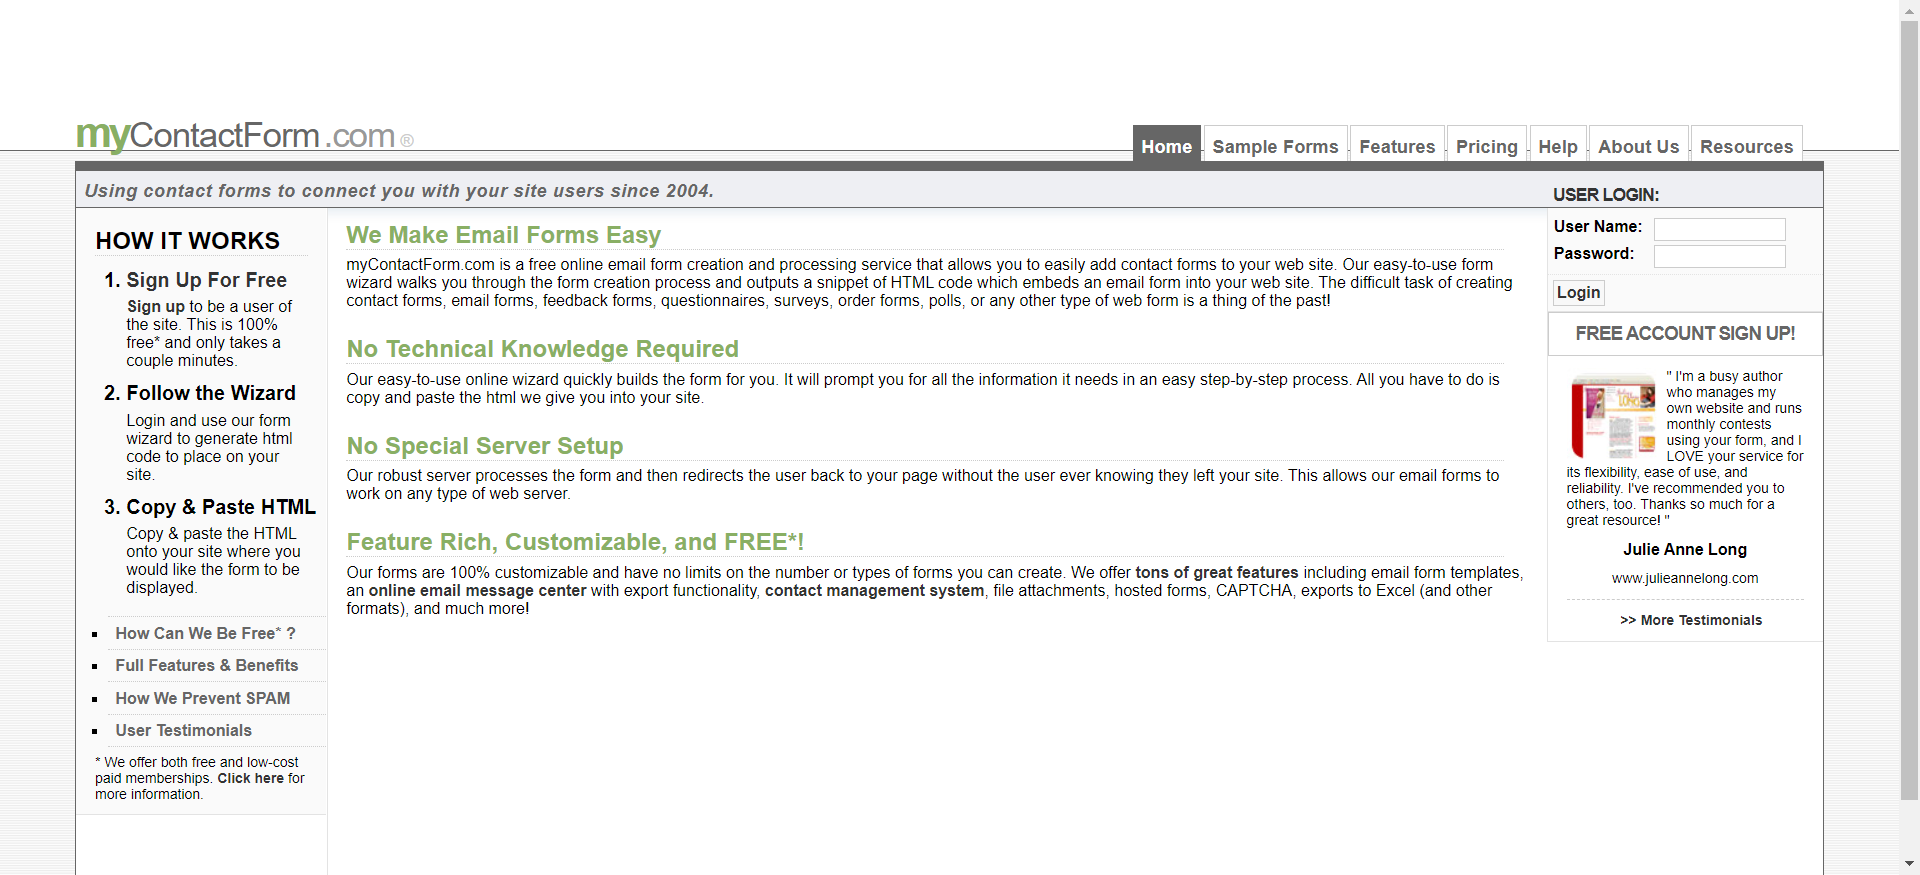 myContactForm.com®
Home
Sample Forms
Features
Pricing
Help
About Us
Resources
Using contact forms to connect you with your site users since 2004.
USER LOGIN:
HOW IT WORKS
1. Sign Up For Free
Sign up to be a user of
the site. This is 100%
free* and only takes a
couple minutes.
2. Follow the Wizard
Login and use our form
wizard to generate html
code to place on your
site.
3. Copy & Paste HTML
Copy & paste the HTML
onto your site where you
would like the form to be
displayed.
How Can We Be Free* ?
Full Features & Benefits
How We Prevent SPAM
User Testimonials
* We offer both free and low-cost
paid memberships. Click here for
more information.
We Make Email Forms Easy
myContactForm.com is a free online email form creation and processing service that allows you to easily add contact forms to your web site. Our easy-to-use form
wizard walks you through the form creation process and outputs a snippet of HTML code which embeds an email form into your web site. The difficult task of creating
contact forms, email forms, feedback forms, questionnaires, surveys, order forms, polls, or any other type of web form is a thing of the past!
No Technical Knowledge Required
Our easy-to-use online wizard quickly builds the form for you. It will prompt you for all the information it needs in an easy step-by-step process. All you have to do is
copy and paste the html we give you into your site.
No Special Server Setup
Our robust server processes the form and then redirects the user back to your page without the user ever knowing they left your site. This allows our email forms to
work on any type of web server.
Feature Rich, Customizable, and FREE*!
Our forms are 100% customizable and have no limits on the number or types of forms you can create. We offer tons of great features including email form templates,
an online email message center with export functionality, contact management system, file attachments, hosted forms, CAPTCHA, exports to Excel (and other
formats), and much more!
User Name:
Password:
Login
FREE ACCOUNT SIGN UP!
" I'm a busy author
who manages my
own website and runs
monthly contests
using your form, and I
LOVE your service for
its flexibility, ease of use, and
reliability. I've recommended you to
others, too. Thanks so much for a
great resource! "
Julie Anne Long
www.julieannelong.com
>> More Testimonials